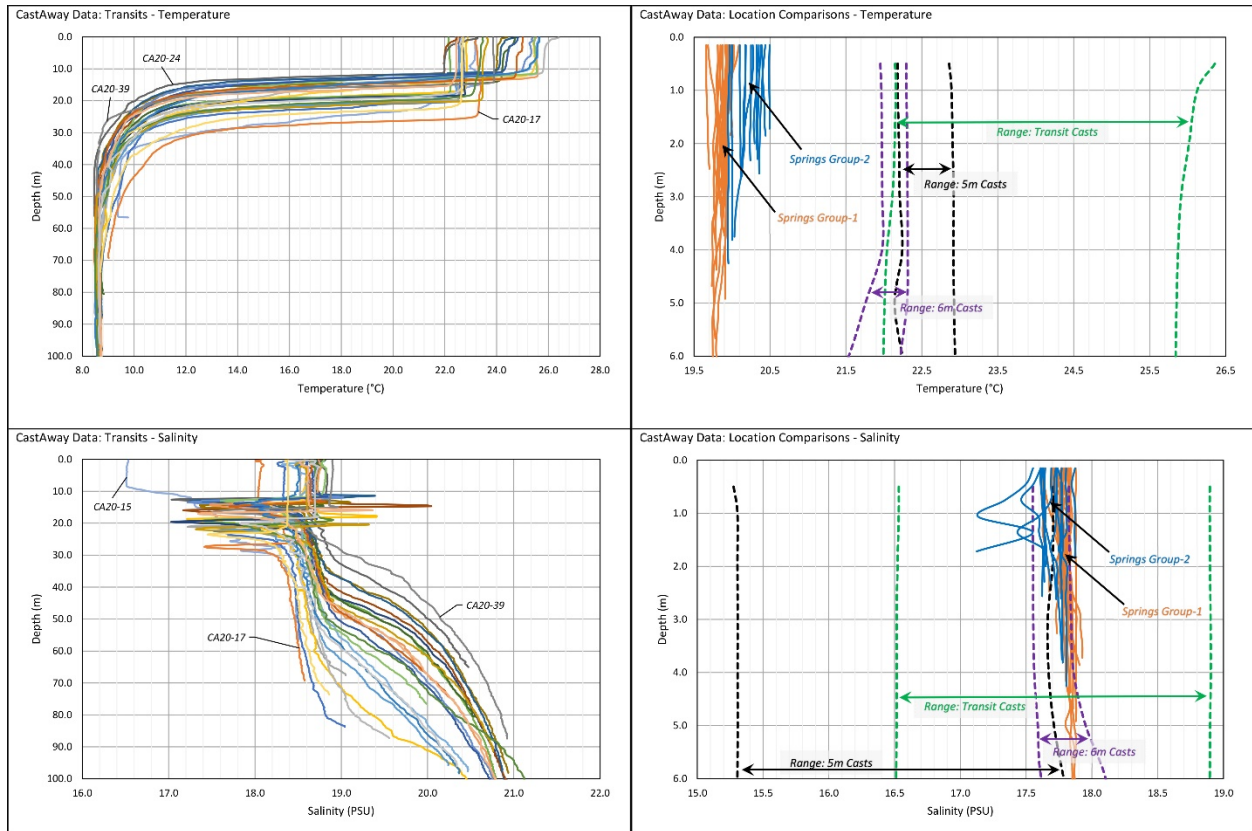 CastAway Data: Transits - Temperature
0.0
10.0
20.0
30.0
40.0
50.0
60.0
70.0
80.0
90.0
100.0
Depth (m)
CA20-24
CA20-39
CA20-17
8.0 10.0 12.0 14.0 16.0 18.0 20.0 22.0 24.0 26.0 28.0
Temperature (°C)
CastAway Data: Location Comparisons - Temperature
0.0
1.0
2.0
3.0
4.0
5.0
6.0
Depth (m)
Range: Transit Casts
Springs Group-2
Range: 5m Casts
Springs Group-1
Range: 6m Casts
19.5 20.5 21.5 22.5 23.5 24.5 25.5 26.5
Temperature (°C)
CastAway Data: Transits - Salinity
0.0
10.0
20.0
30.0
40.0
50.0
60.0
70.0
80.0
90.0
100.0
Depth (m)
CA20-15
CA20-39
CA20-17
16.0 17.0 18.0 19.0 20.0 21.0 22.0
Salinity (PSU)
CastAway Data: Location Comparisons - Salinity
0.0
1.0
2.0
3.0
4.0
5.0
6.0
Depth (m)
Springs Group-2
Springs Group-1
Range: Transit Casts
Range: 6m Casts
Range: 5m Casts
15.0 15.5 16.0 16.5 17.0 17.5 18.0 18.5 19.0
Salinity (PSU)